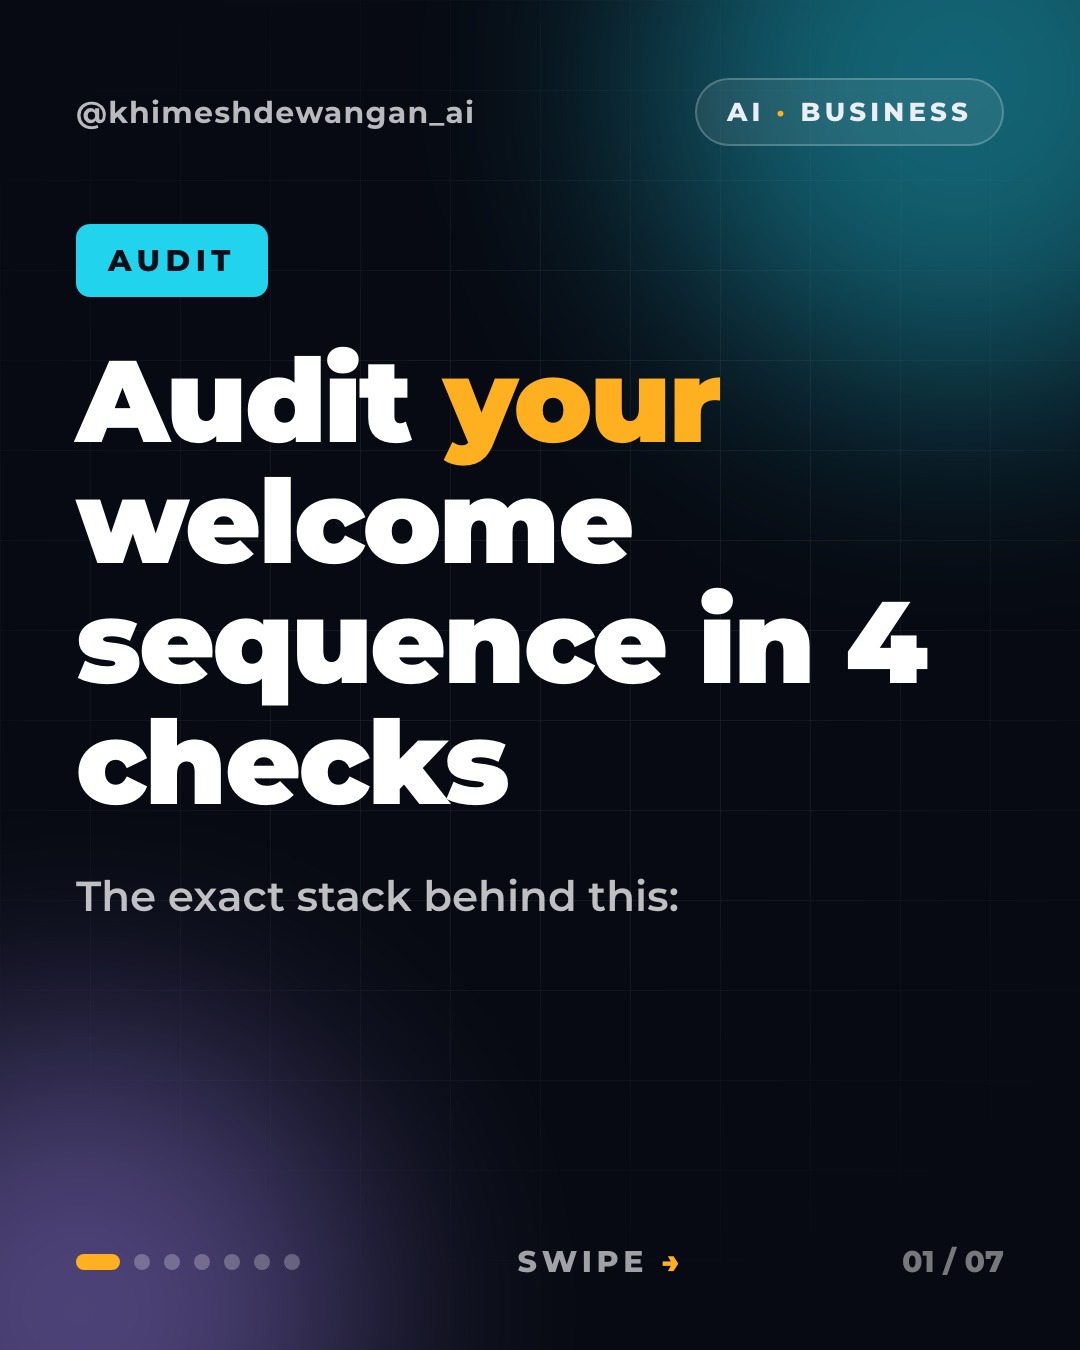 @khimeshdewangan_ai
AI · BUSINESS
AUDIT
Audit your
welcome
sequence in 4
checks
The exact stack behind this:
SWIPE →
01 / 07